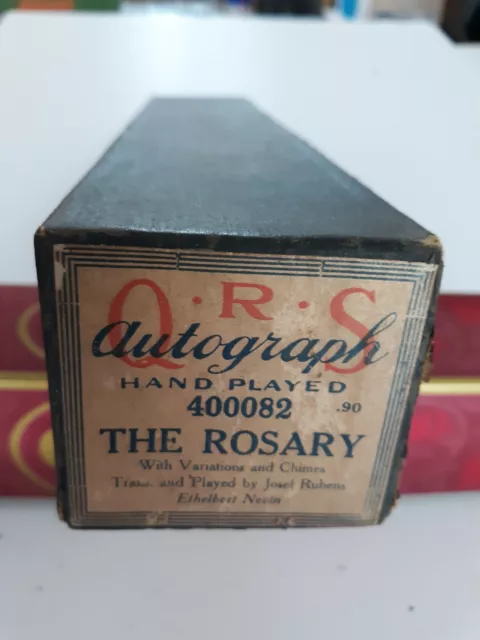 Q·R·S
Autograph
HAND PLAYED
400082 .90
THE ROSARY
With Variations and Chimes
Trans. and Played by Josef Rubens
Ethelbert Nevin